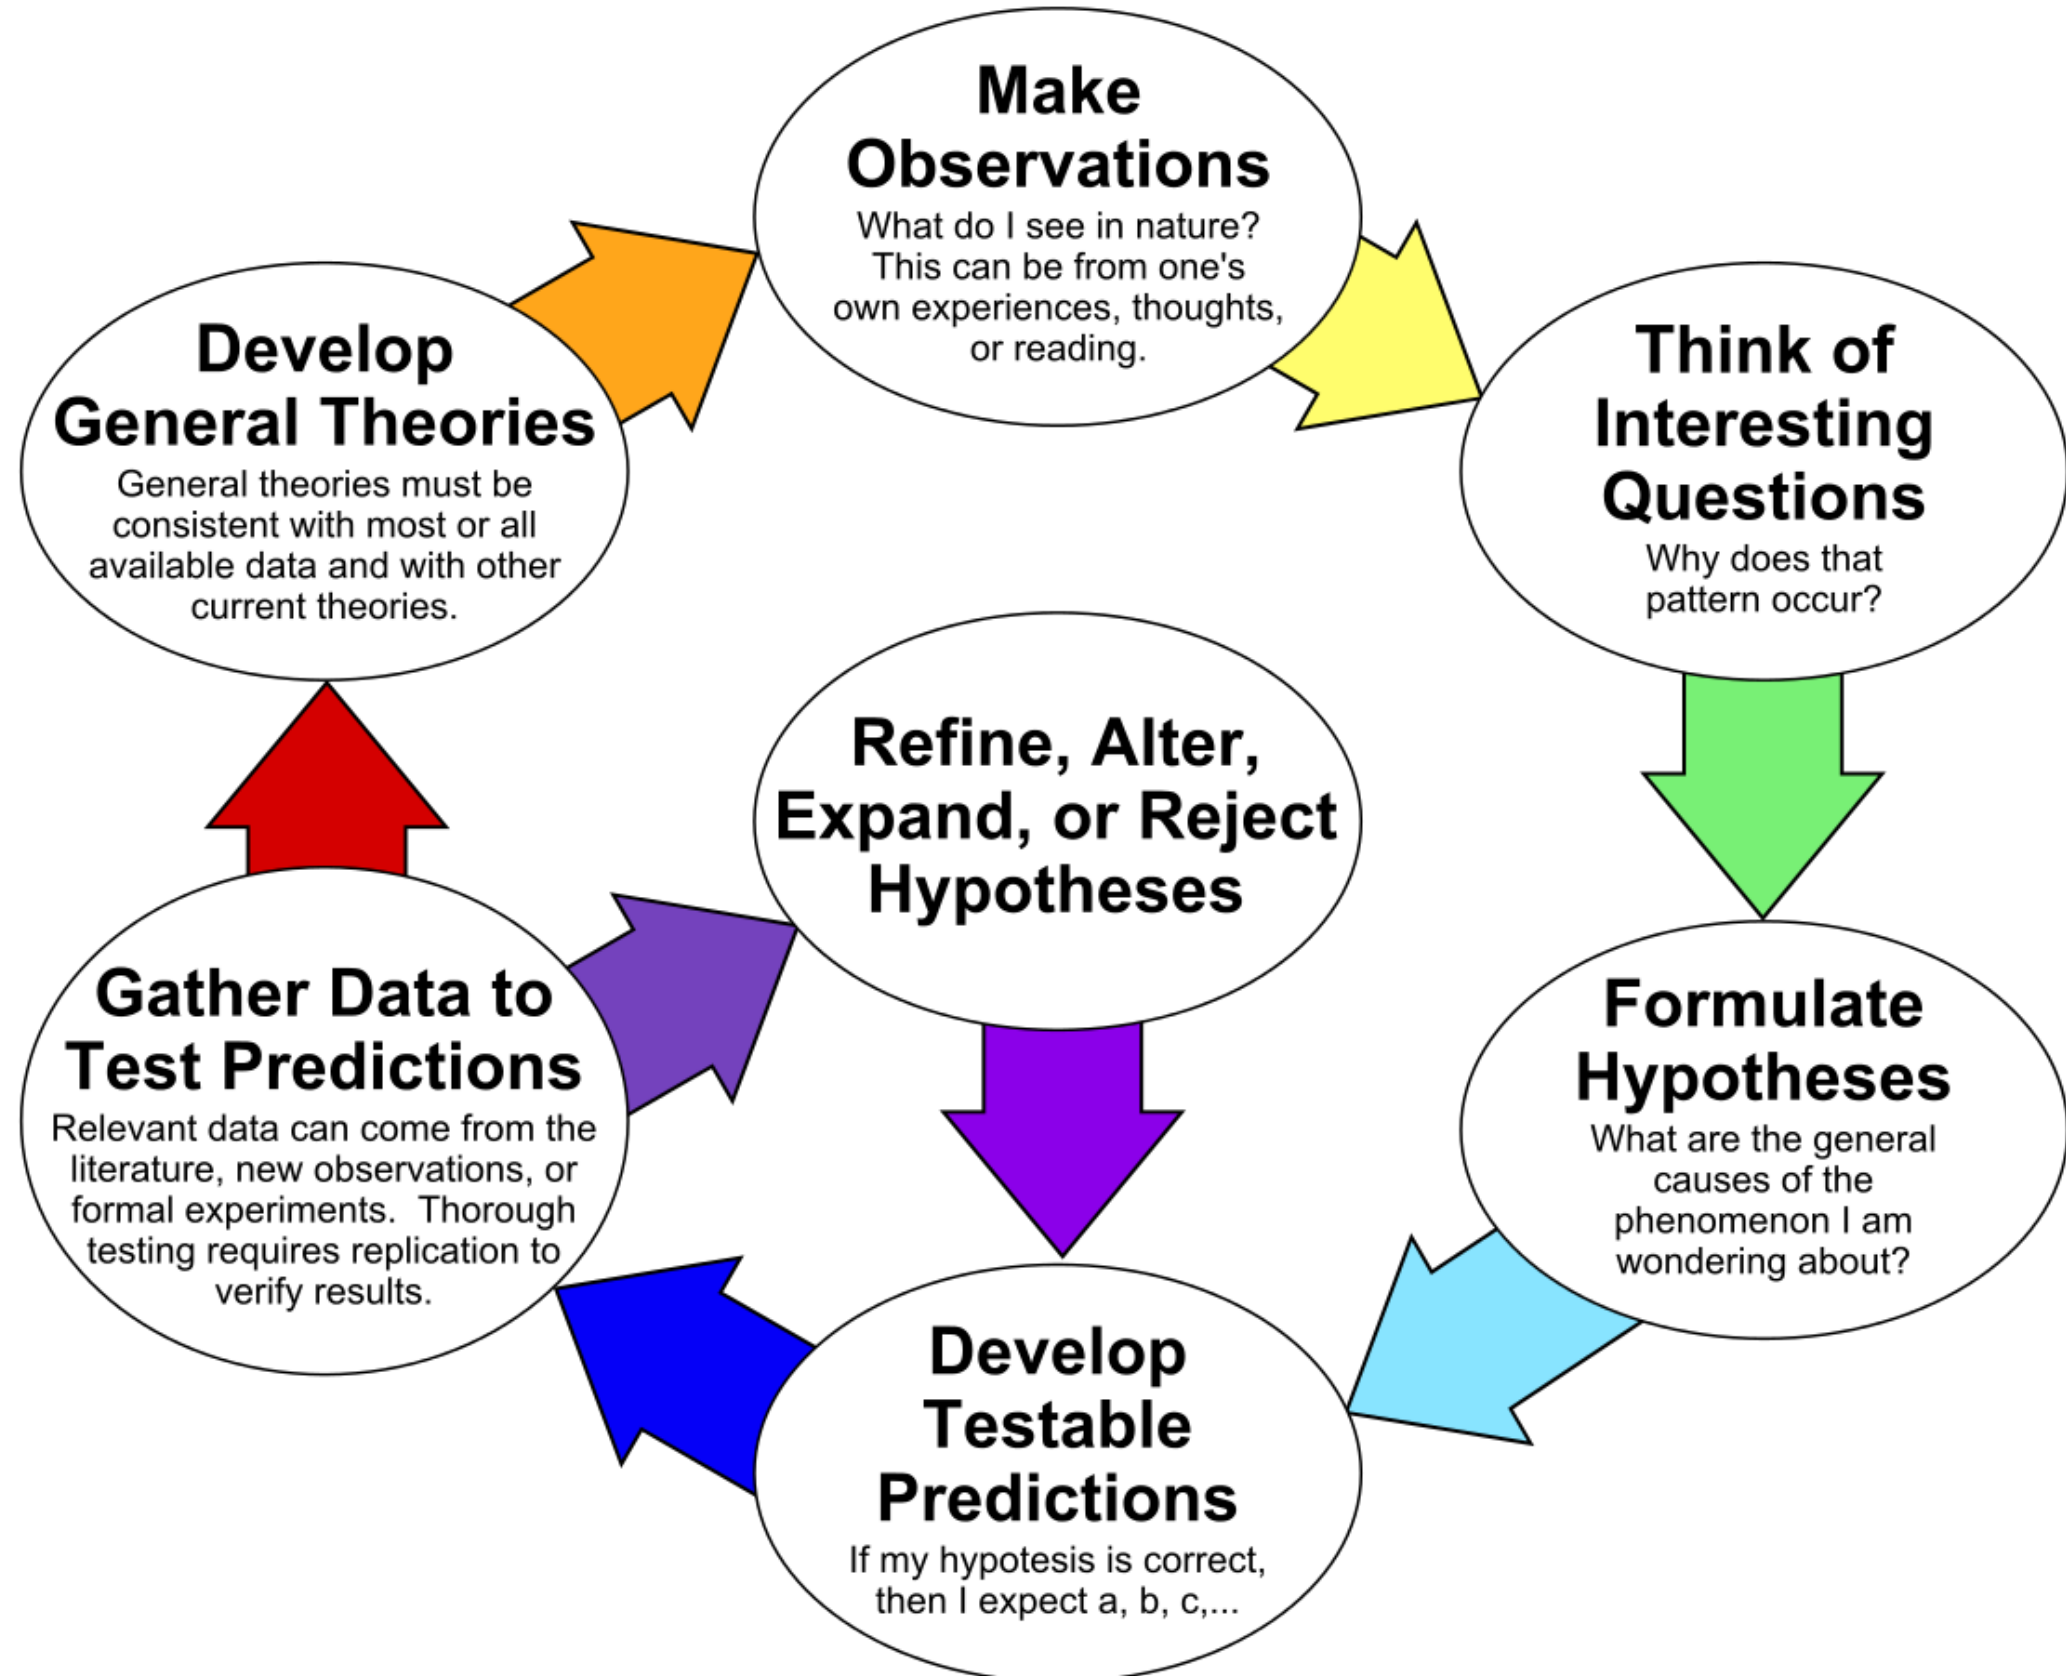 Make
Observations
What do I see in nature?
This can be from one's
own experiences, thoughts,
or reading.
Think of
Interesting
Questions
Why does that
pattern occur?
Formulate
Hypotheses
What are the general
causes of the
phenomenon I am
wondering about?
Develop
Testable
Predictions
If my hypotesis is correct,
then I expect a, b, c,...
Gather Data to
Test Predictions
Relevant data can come from the
literature, new observations, or
formal experiments.  Thorough
testing requires replication to
verify results.
Refine, Alter,
Expand, or Reject
Hypotheses
Develop
General Theories
General theories must be
consistent with most or all
available data and with other
current theories.